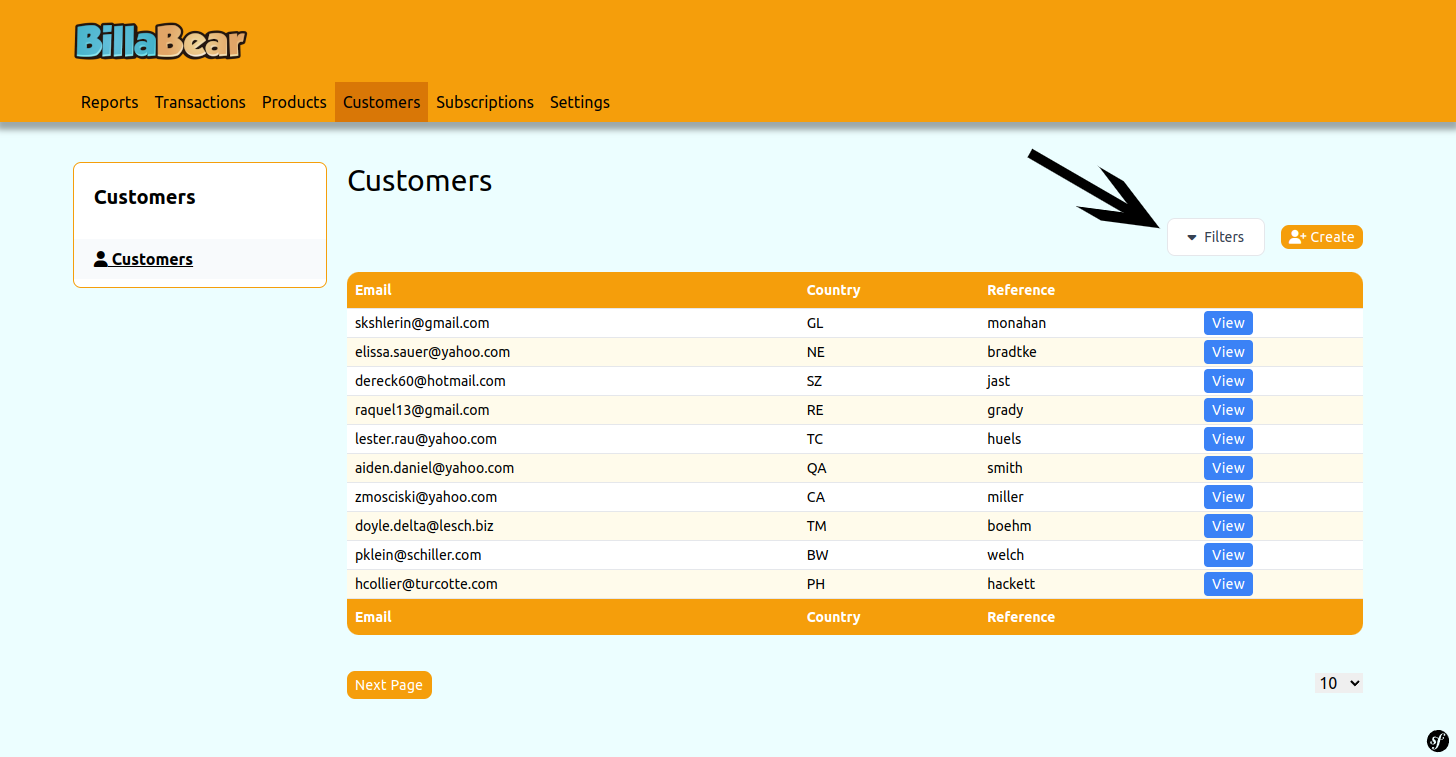 BillaBear
Reports Transactions Products Customers Subscriptions Settings
Customers
Customers
Customers
Filters Create
Email Country Reference
skshlerin@gmail.com GL monahan View
elissa.sauer@yahoo.com NE bradtke View
dereck60@hotmail.com SZ jast View
raquel13@gmail.com RE grady View
lester.rau@yahoo.com TC huels View
aiden.daniel@yahoo.com QA smith View
zmosciski@yahoo.com CA miller View
doyle.delta@lesch.biz TM boehm View
pklein@schiller.com BW welch View
hcollier@turcotte.com PH hackett View
Email Country Reference
Next Page 10
sf